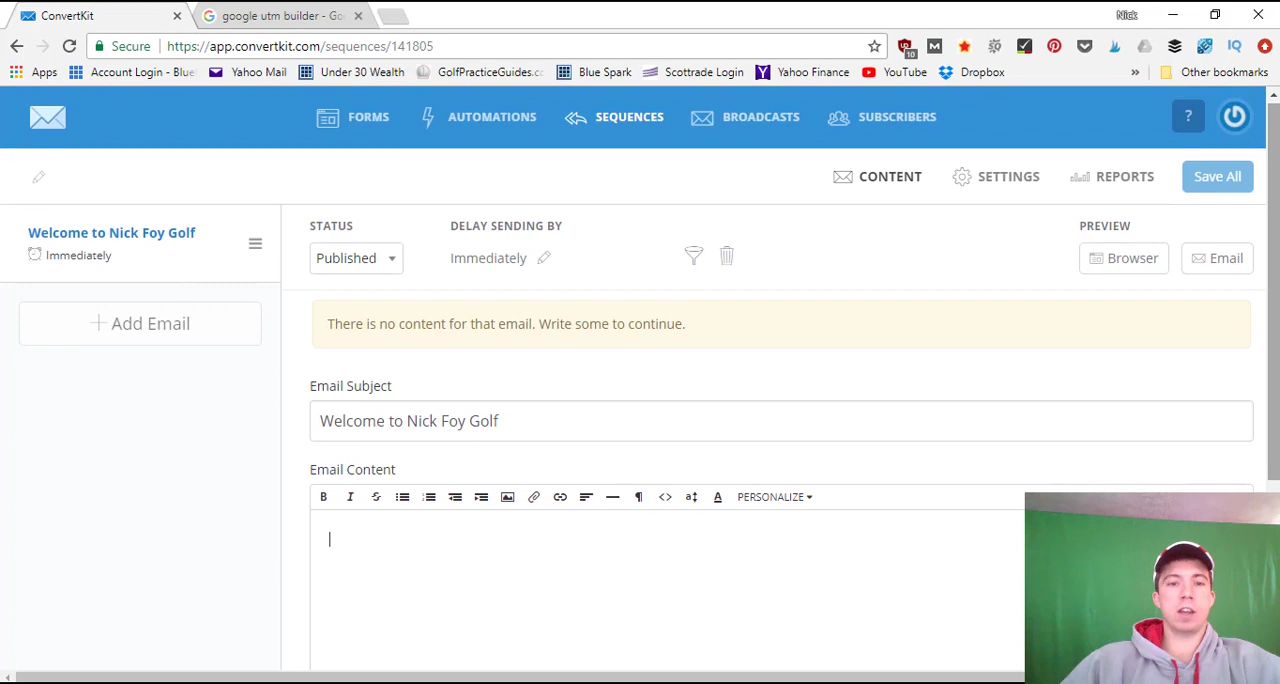 ConvertKit
google utm builder - Go
Nick
Secure
https://app.convertkit.com/sequences/141805
10
M
IQ
Apps
Account Login - Blue
Yahoo Mail
Under 30 Wealth
GolfPracticeGuides.c
Blue Spark
Scottrade Login
Yahoo Finance
YouTube
Dropbox
»
Other bookmarks
FORMS
AUTOMATIONS
SEQUENCES
BROADCASTS
SUBSCRIBERS
?
CONTENT
SETTINGS
REPORTS
Save All
Welcome to Nick Foy Golf
Immediately
Add Email
STATUS
Published
DELAY SENDING BY
Immediately
PREVIEW
Browser
Email
There is no content for that email. Write some to continue.
Email Subject
Welcome to Nick Foy Golf
Email Content
B I S ¶ <> A PERSONALIZE